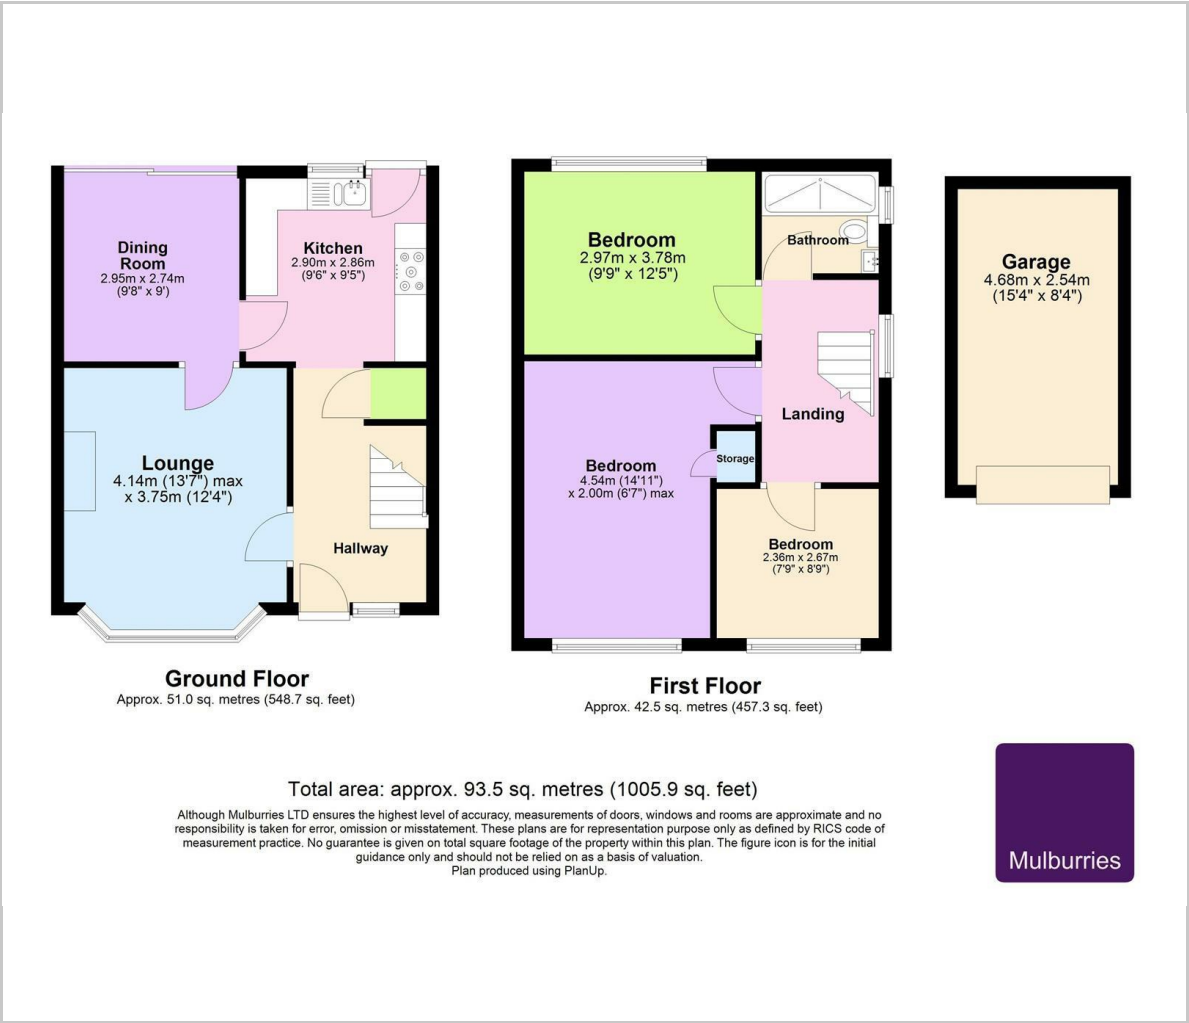 Dining
Room
2.95m x 2.74m
(9'8" x 9')
Kitchen
2.90m x 2.86m
(9'6" x 9'5")
Lounge
4.14m (13'7") max
x 3.75m (12'4")
Hallway
Ground Floor
Approx. 51.0 sq. metres (548.7 sq. feet)
Bedroom
2.97m x 3.78m
(9'9" x 12'5")
Bathroom
Landing
Bedroom
4.54m (14'11")
x 2.00m (6'7") max
Storage
Bedroom
2.36m x 2.67m
(7'9" x 8'9")
First Floor
Approx. 42.5 sq. metres (457.3 sq. feet)
Garage
4.68m x 2.54m
(15'4" x 8'4")
Total area: approx. 93.5 sq. metres (1005.9 sq. feet)
Although Mulburries LTD ensures the highest level of accuracy, measurements of doors, windows and rooms are approximate and no
responsibility is taken for error, omission or misstatement. These plans are for representation purpose only as defined by RICS code of
measurement practice. No guarantee is given on total square footage of the property within this plan. The figure icon is for the initial
guidance only and should not be relied on as a basis of valuation.
Plan produced using PlanUp.
Mulburries